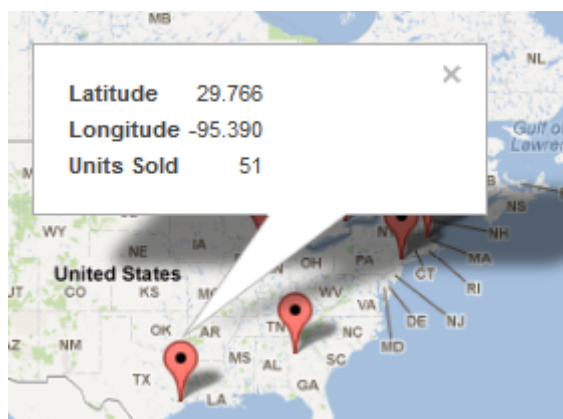 MB
Latitude 29.766
Longitude -95.390
Units Sold 51
×
NL
Gulf of
Lawren
NS
NH
WY
NE
IA
OH
PA
MA
CT
RI
United States
UT
CO
KS
WV
VA
DE
NJ
MD
OK
AR
TN
NC
NM
MS
AL
SC
TX
LA
GA